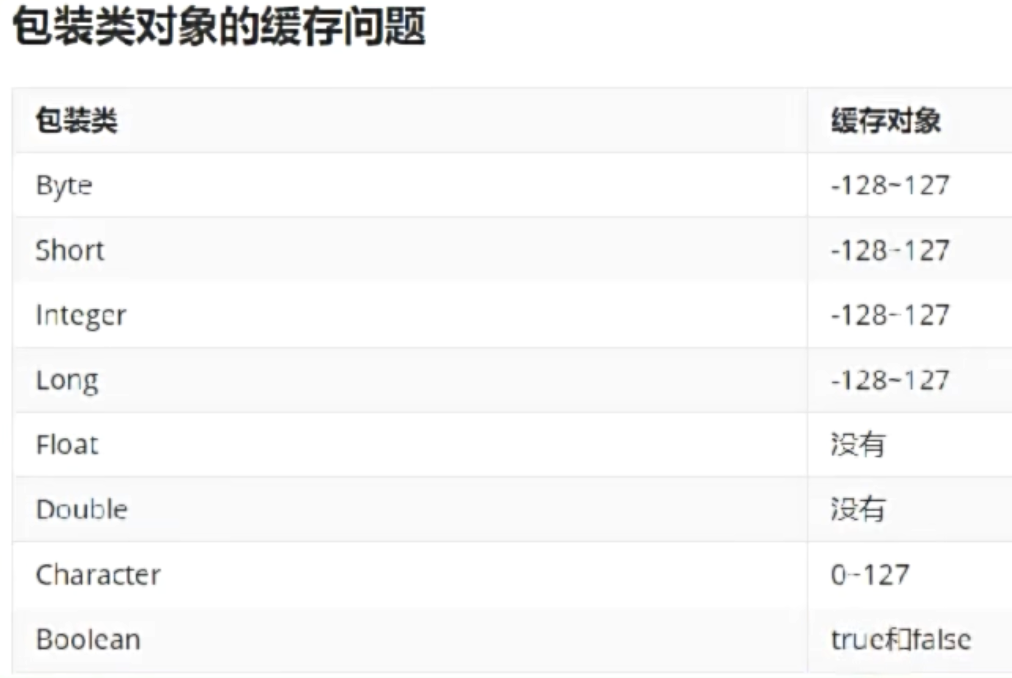 包装类对象的缓存问题
包装类 缓存对象
Byte -128~127
Short -128~127
Integer -128~127
Long -128~127
Float 没有
Double 没有
Character 0~127
Boolean true和false